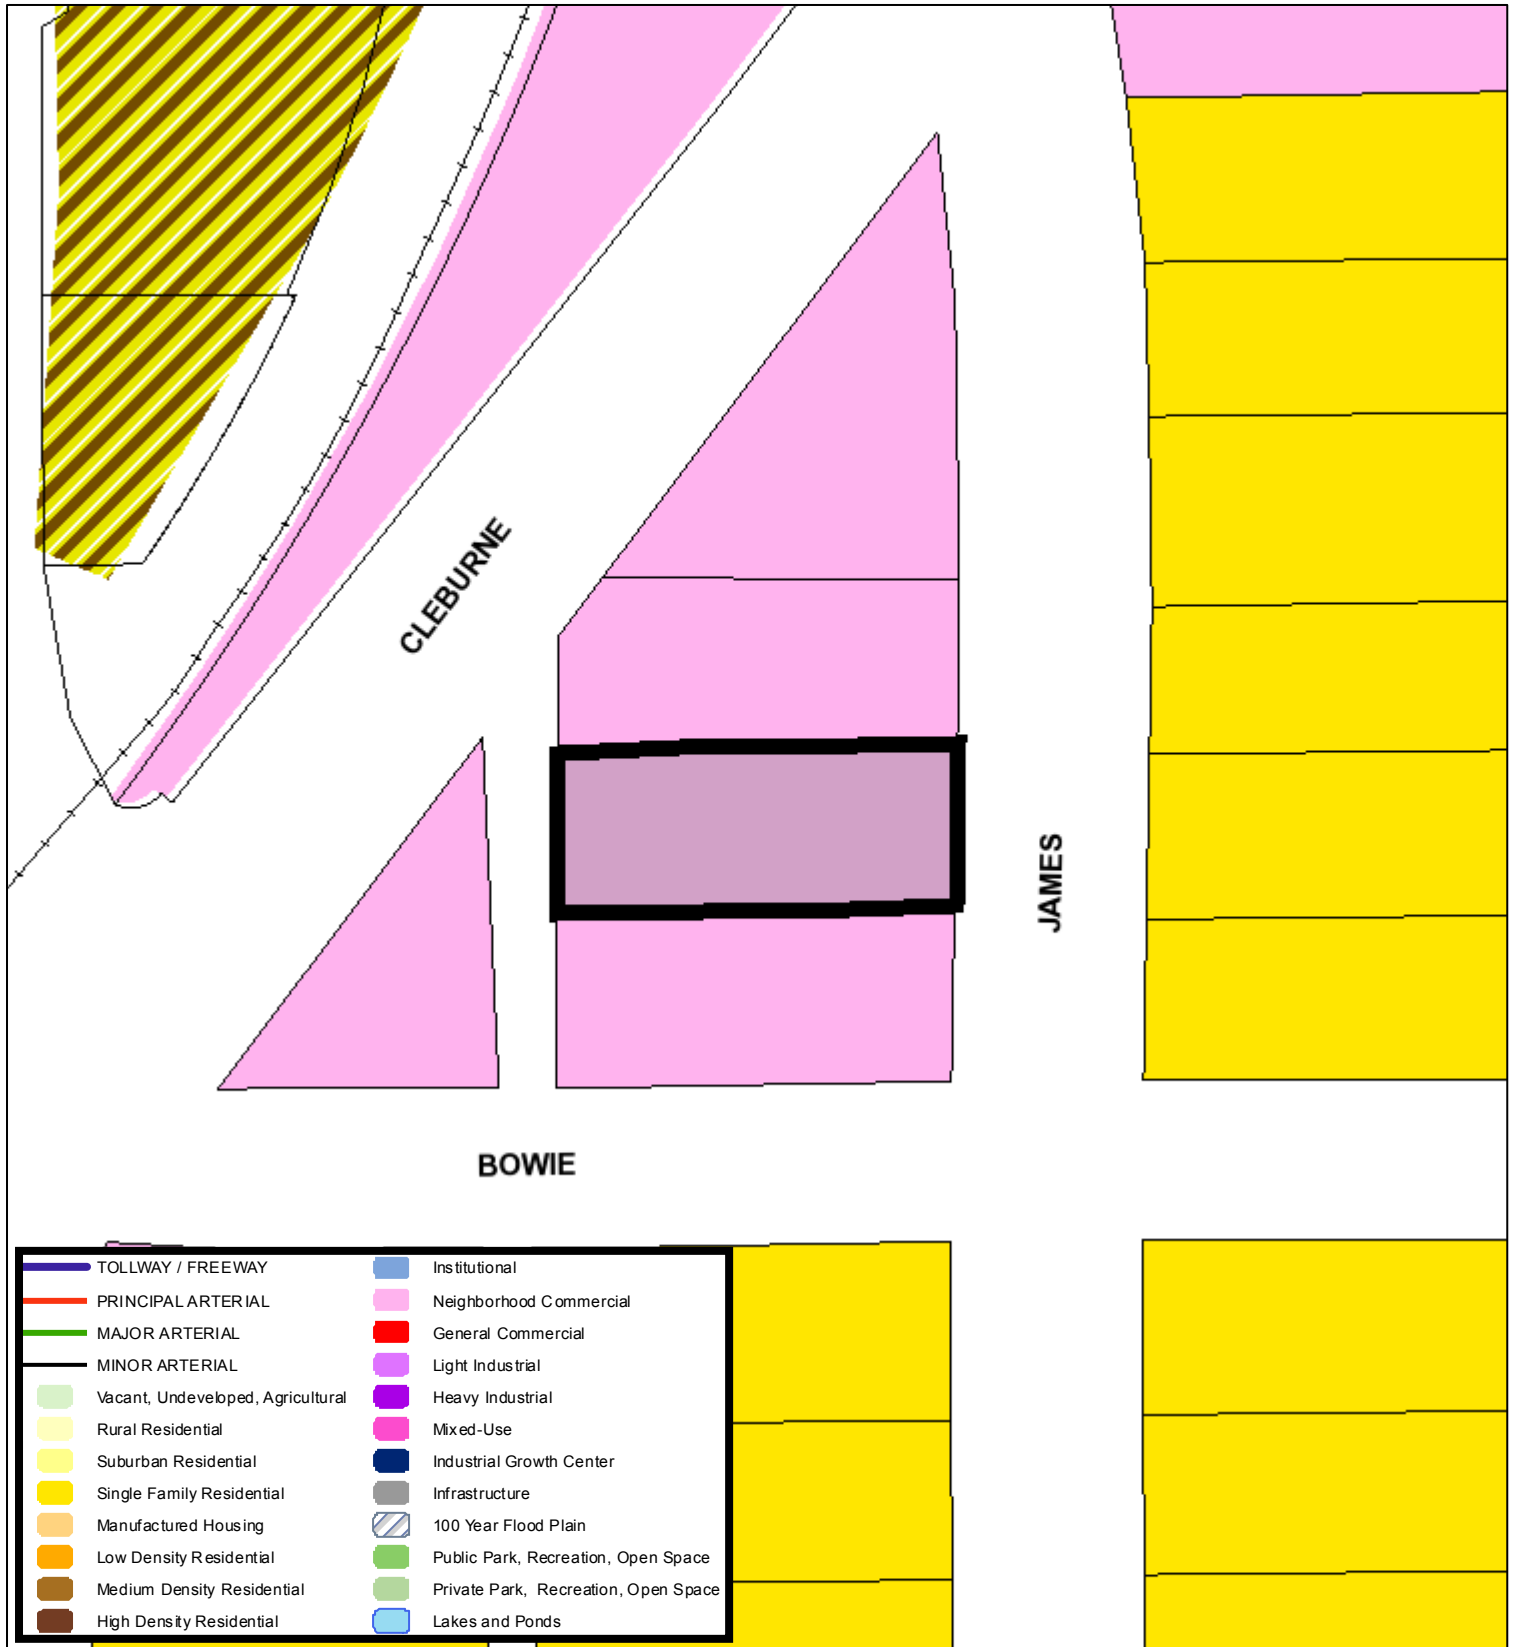 CLEBURNE
JAMES
BOWIE
TOLLWAY / FREEWAY
PRINCIPAL ARTERIAL
MAJOR ARTERIAL
MINOR ARTERIAL
Vacant, Undeveloped, Agricultural
Rural Residential
Suburban Residential
Single Family Residential
Manufactured Housing
Low Density Residential
Medium Density Residential
High Density Residential
Institutional
Neighborhood Commercial
General Commercial
Light Industrial
Heavy Industrial
Mixed-Use
Industrial Growth Center
Infrastructure
100 Year Flood Plain
Public Park, Recreation, Open Space
Private Park, Recreation, Open Space
Lakes and Ponds